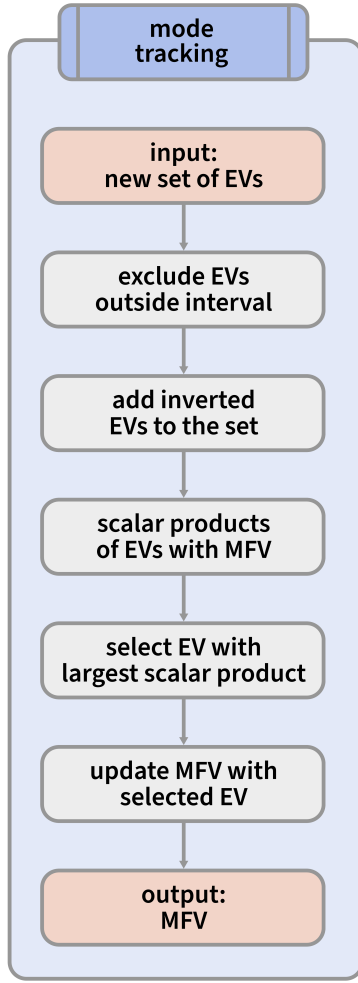 mode
tracking
input:
new set of EVs
exclude EVs
outside interval
add inverted
EVs to the set
scalar products
of EVs with MFV
select EV with
largest scalar product
update MFV with
selected EV
output:
MFV